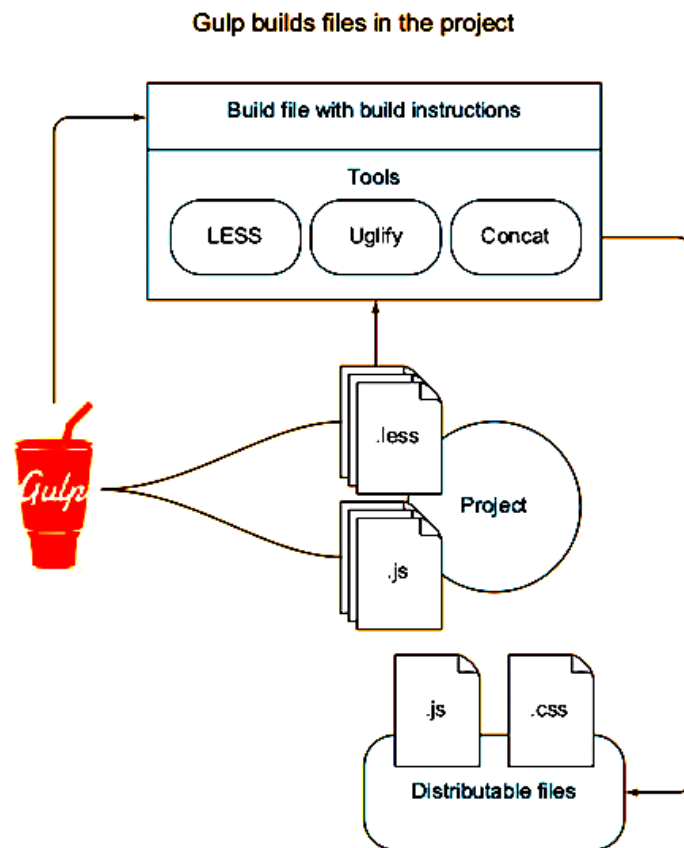 Gulp builds files in the project
Build file with build instructions
Tools
LESS
Uglify
Concat
.less
Gulp
Project
.js
.js
.css
Distributable files